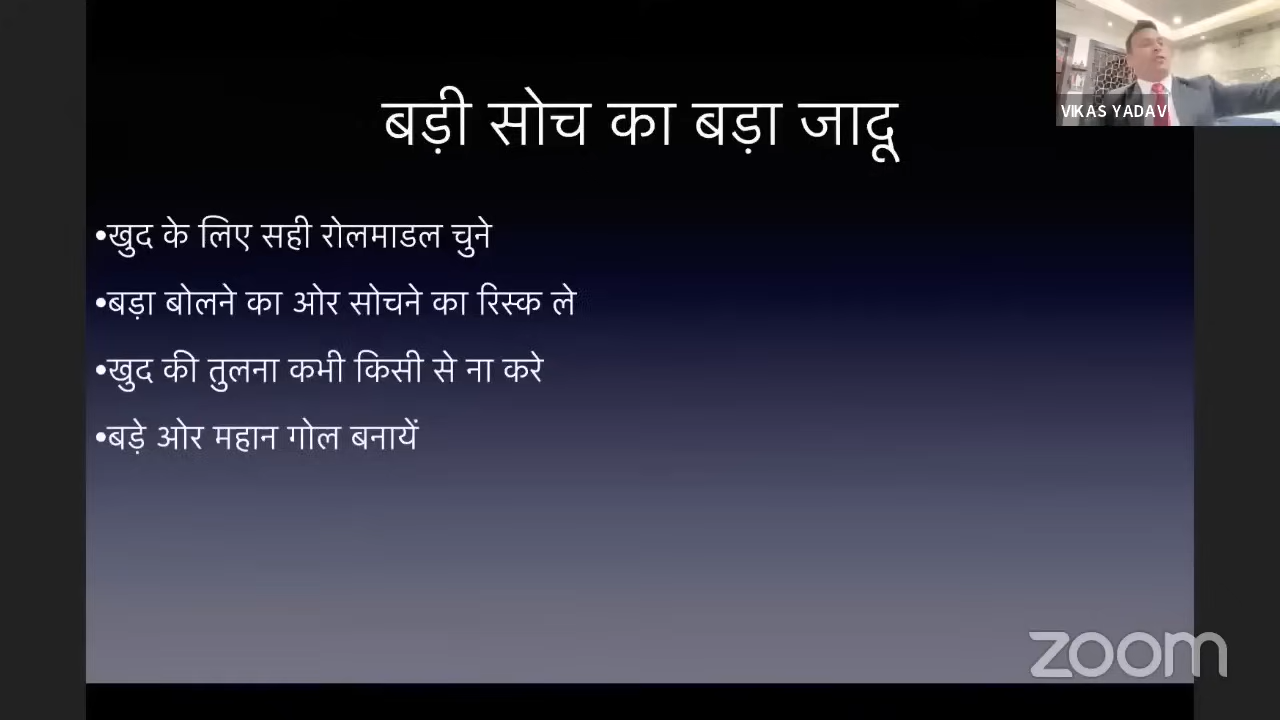 VIKAS YADAV
बड़ी सोच का बड़ा जादू
•खुद के लिए सही रोलमाडल चुने
•बड़ा बोलने का ओर सोचने का रिस्क ले
•खुद की तुलना कभी किसी से ना करे
•बड़े ओर महान गोल बनायें
zoom